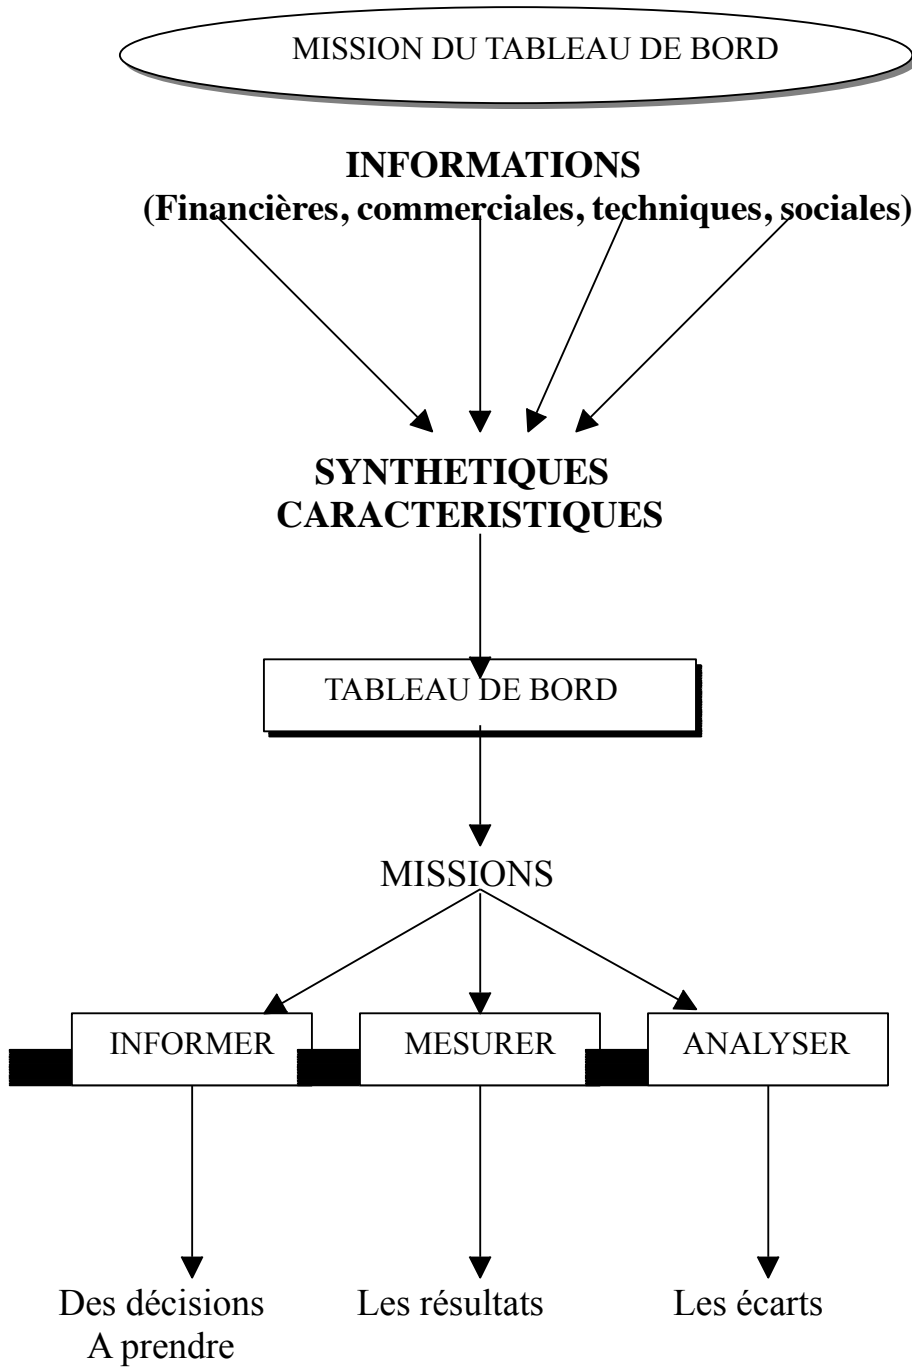 MISSION DU TABLEAU DE BORD
INFORMATIONS
(Financières, commerciales, techniques, sociales)
SYNTHETIQUES
CARACTERISTIQUES
TABLEAU DE BORD
MISSIONS
INFORMER MESURER ANALYSER
Des décisions Les résultats Les écarts
A prendre